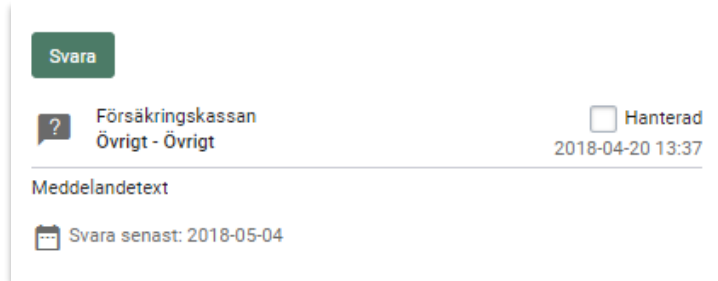 Svara
Försäkringskassan
Övrigt - Övrigt
Hanterad
2018-04-20 13:37
Meddelandetext
Svara senast: 2018-05-04